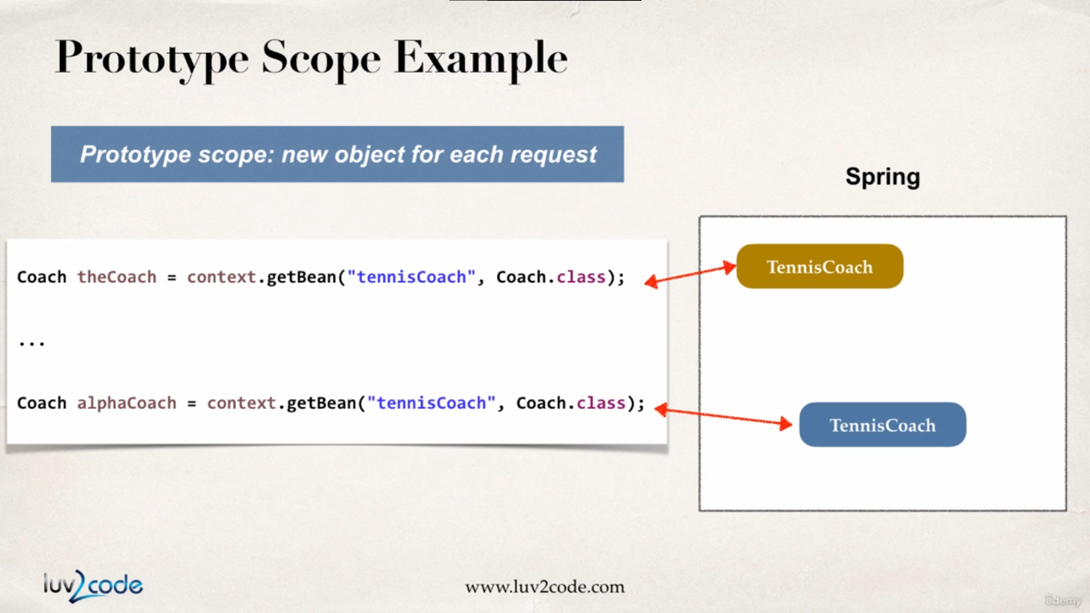 Prototype Scope Example
Prototype scope: new object for each request
Spring
Coach theCoach = context.getBean("tennisCoach", Coach.class);
TennisCoach
...
Coach alphaCoach = context.getBean("tennisCoach", Coach.class);
TennisCoach
luv2code
www.luv2code.com
ûdemy